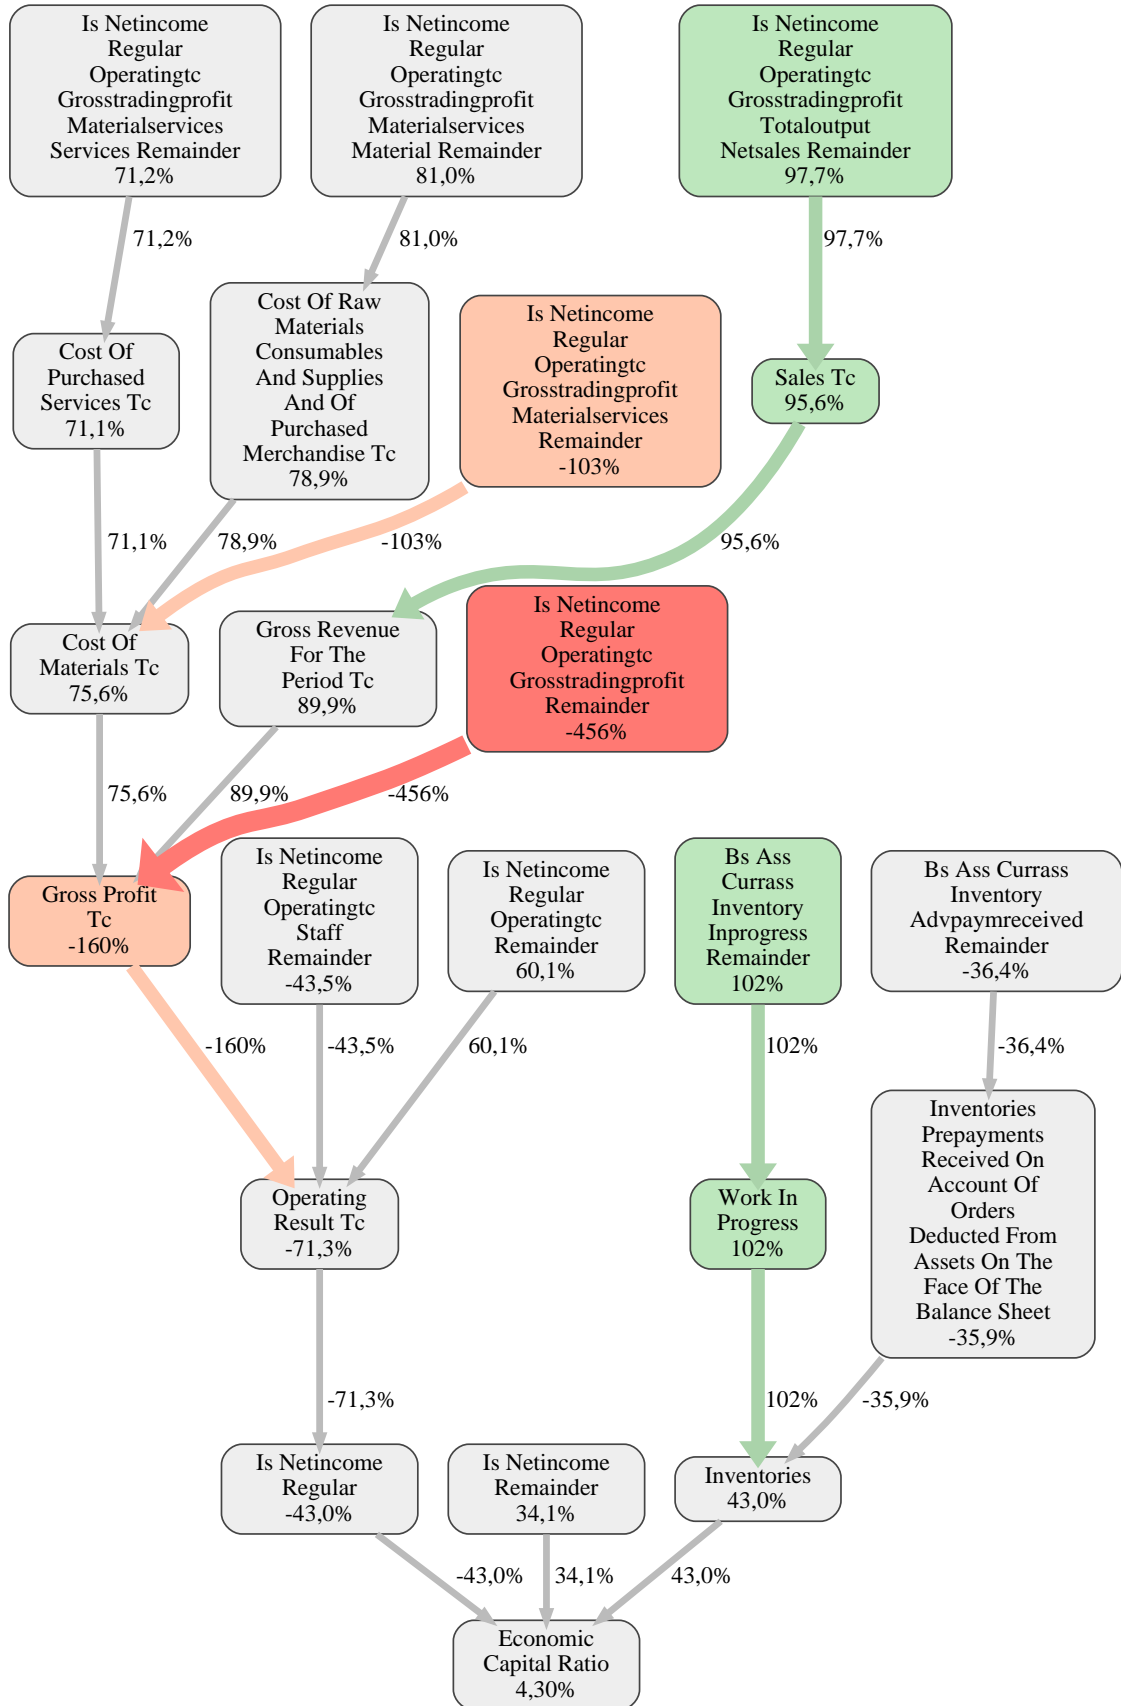 Is Netincome
Regular
Operatingtc
Grosstradingprofit
Materialservices
Services Remainder
71,2%
Is Netincome
Regular
Operatingtc
Grosstradingprofit
Materialservices
Material Remainder
81,0%
Is Netincome
Regular
Operatingtc
Grosstradingprofit
Totaloutput
Netsales Remainder
97,7%
71,2%
81,0%
97,7%
Cost Of
Purchased
Services Tc
71,1%
Cost Of Raw
Materials
Consumables
And Supplies
And Of
Purchased
Merchandise Tc
78,9%
Is Netincome
Regular
Operatingtc
Grosstradingprofit
Materialservices
Remainder
-103%
Sales Tc
95,6%
71,1%
78,9%
-103%
95,6%
Cost Of
Materials Tc
75,6%
Gross Revenue
For The
Period Tc
89,9%
Is Netincome
Regular
Operatingtc
Grosstradingprofit
Remainder
-456%
75,6%
89,9%
-456%
Gross Profit
Tc
-160%
Is Netincome
Regular
Operatingtc
Staff
Remainder
-43,5%
Is Netincome
Regular
Operatingtc
Remainder
60,1%
Bs Ass
Currass
Inventory
Inprogress
Remainder
102%
Bs Ass Currass
Inventory
Advpaymreceived
Remainder
-36,4%
-160%
-43,5%
60,1%
102%
-36,4%
Operating
Result Tc
-71,3%
Work In
Progress
102%
Inventories
Prepayments
Received On
Account Of
Orders
Deducted From
Assets On The
Face Of The
Balance Sheet
-35,9%
-71,3%
102%
-35,9%
Is Netincome
Regular
-43,0%
Is Netincome
Remainder
34,1%
Inventories
43,0%
-43,0%
34,1%
43,0%
Economic
Capital Ratio
4,30%